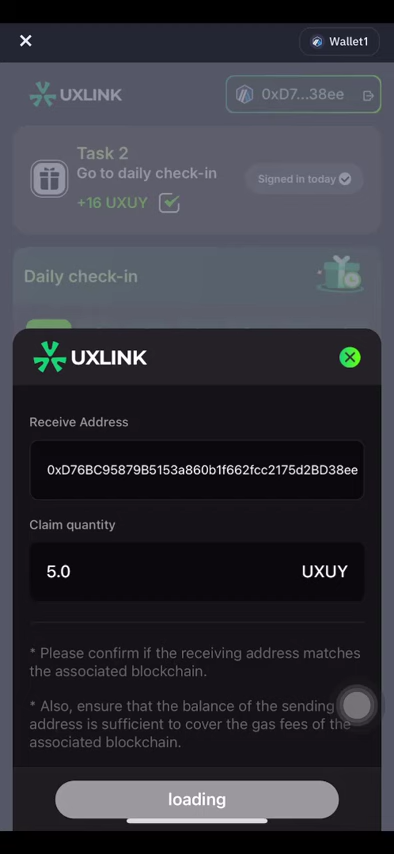 Wallet1
UXLINK
0xD7...38ee
Task 2
Go to daily check-in
+16 UXUY
Signed in today
Daily check-in
UXLINK
Receive Address
0xD76BC95879B5153a860b1f662fcc2175d2BD38ee
Claim quantity
5.0
UXUY
* Please confirm if the receiving address matches
the associated blockchain.
* Also, ensure that the balance of the sending
address is sufficient to cover the gas fees of the
associated blockchain.
loading